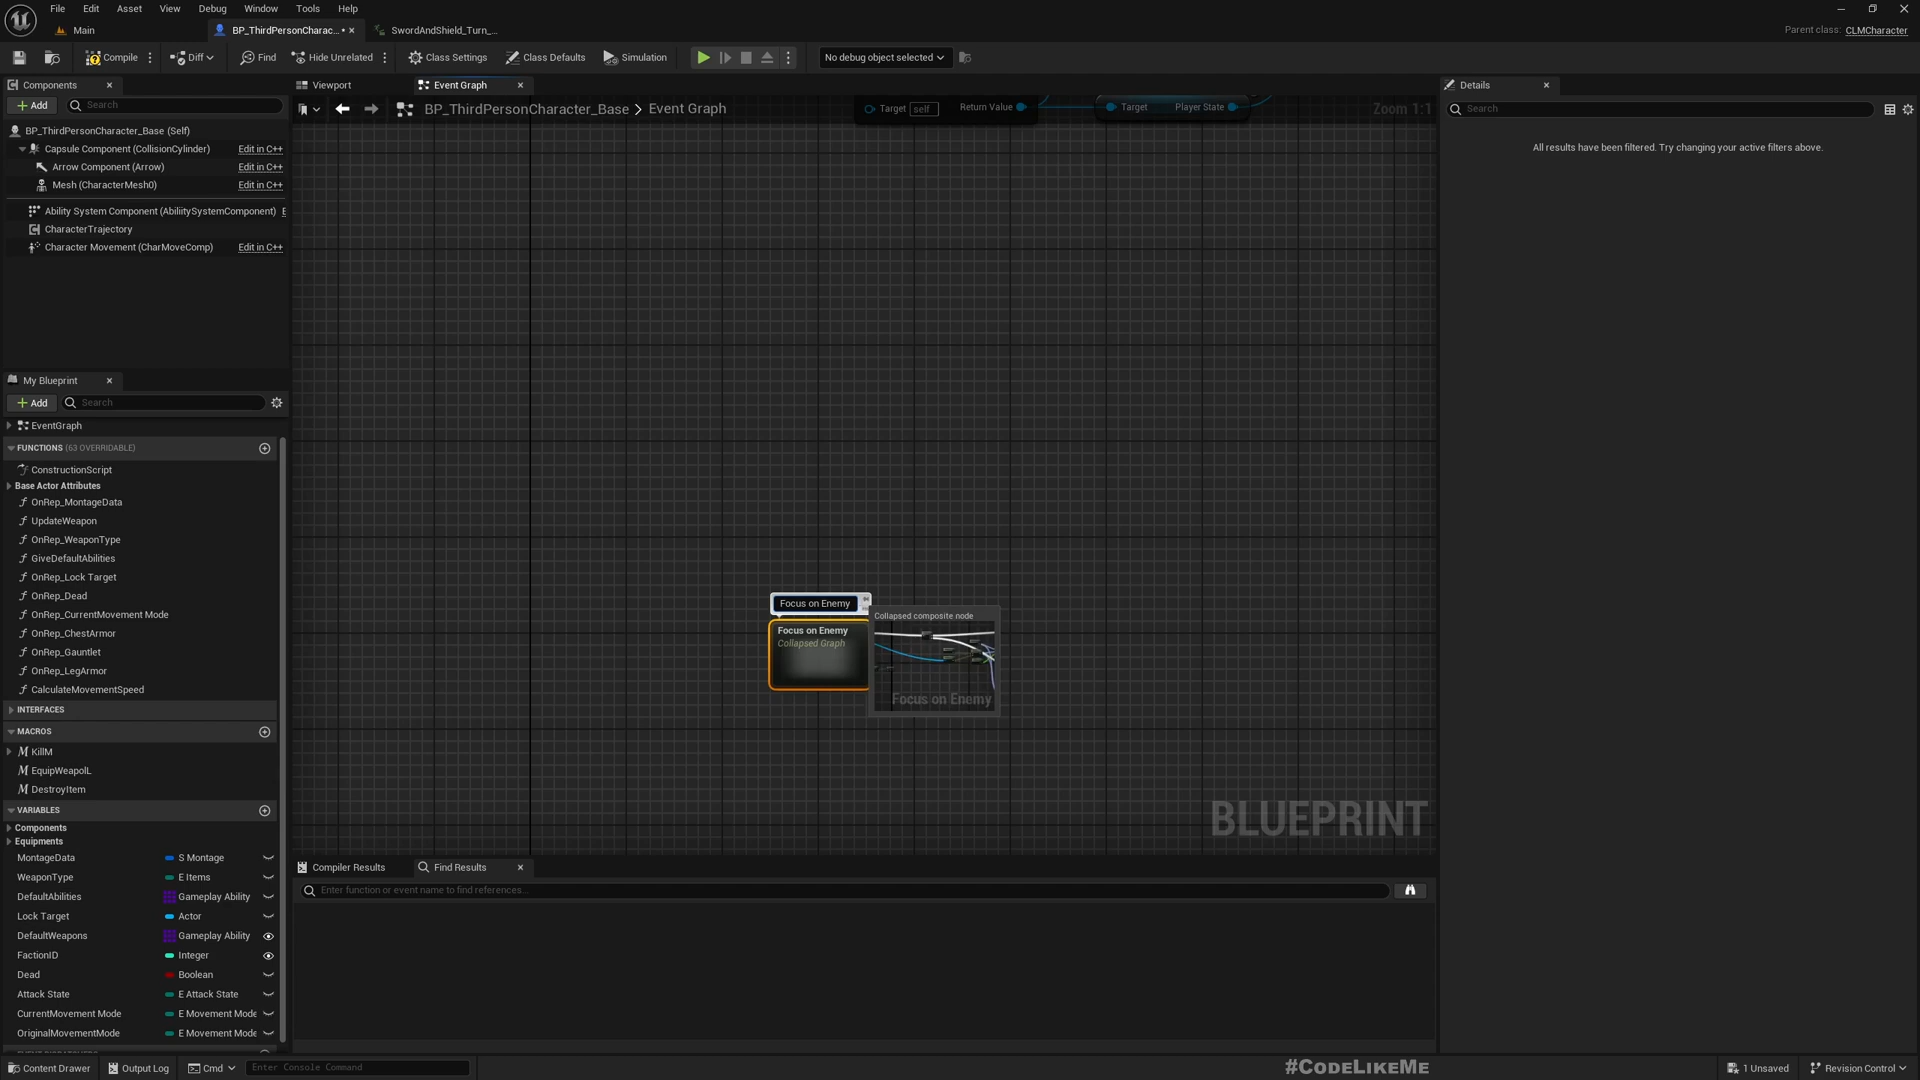 File Edit Asset View Debug Window Tools Help
Main
BP_ThirdPersonCharac... •
SwordAndShield_Turn_...
Parent class: CLMCharacter
Compile
Diff
Find
Hide Unrelated
Class Settings
Class Defaults
Simulation
No debug object selected
Components
Add
Search
BP_ThirdPersonCharacter_Base (Self)
Capsule Component (CollisionCylinder) Edit in C++
Arrow Component (Arrow) Edit in C++
Mesh (CharacterMesh0) Edit in C++
Ability System Component (AbiliitySystemComponent) E
CharacterTrajectory
Character Movement (CharMoveComp) Edit in C++
My Blueprint
Add
Search
EventGraph
FUNCTIONS (63 OVERRIDABLE)
ConstructionScript
Base Actor Attributes
OnRep_MontageData
UpdateWeapon
OnRep_WeaponType
GiveDefaultAbilities
OnRep_Lock Target
OnRep_Dead
OnRep_CurrentMovement Mode
OnRep_ChestArmor
OnRep_Gauntlet
OnRep_LegArmor
CalculateMovementSpeed
INTERFACES
MACROS
KillM
EquipWeapolL
DestroyItem
VARIABLES
Components
Equipments
MontageData S Montage
WeaponType E Items
DefaultAbilities Gameplay Ability
Lock Target Actor
DefaultWeapons Gameplay Ability
FactionID Integer
Dead Boolean
Attack State E Attack State
CurrentMovement Mode E Movement Mode
OriginalMovementMode E Movement Mode
Viewport
Event Graph
BP_ThirdPersonCharacter_Base > Event Graph
Target self Return Value
Target Player State
Zoom 1:1
Focus on Enemy
Focus on Enemy
Collapsed Graph
Collapsed composite node
Focus on Enemy
BLUEPRINT
Compiler Results
Find Results
Enter function or event name to find references...
Details
Search
All results have been filtered. Try changing your active filters above.
Content Drawer
Output Log
Cmd
Enter Console Command
#CodeLikeMe
1 Unsaved
Revision Control